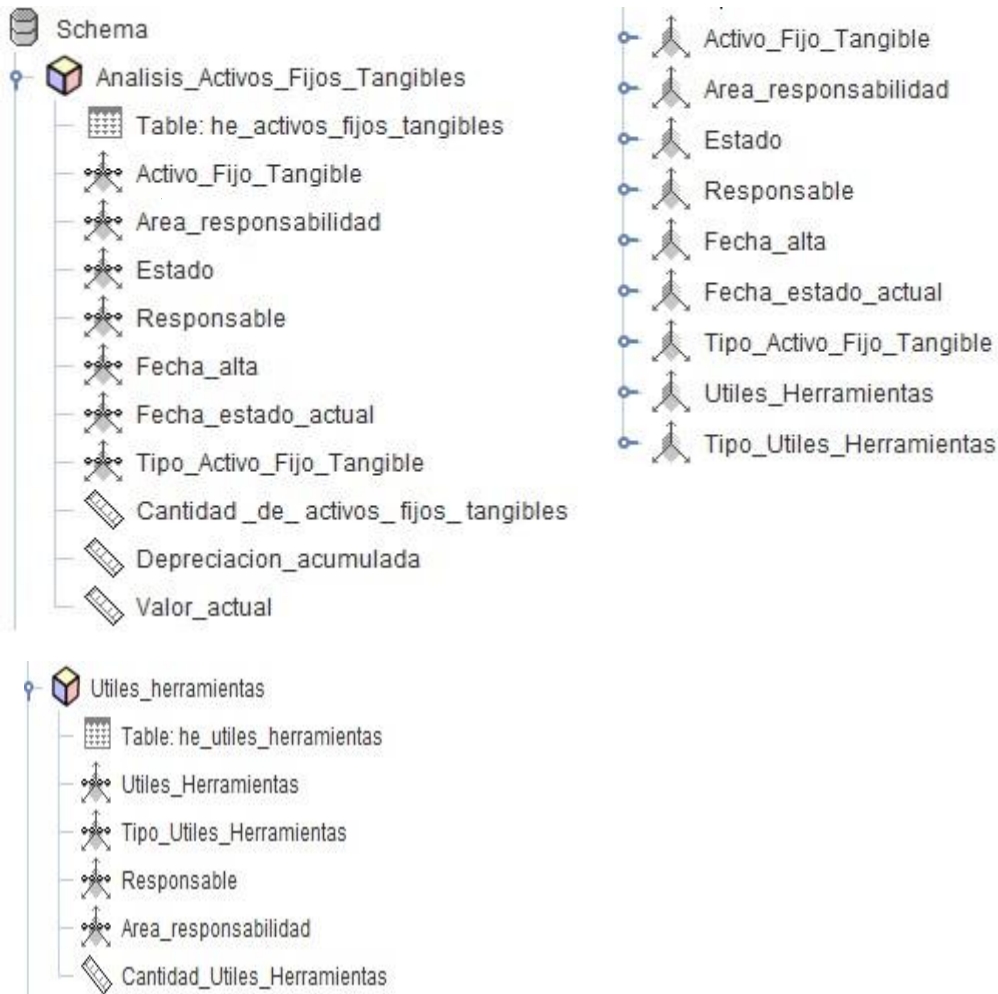 Schema
Analisis_Activos_Fijos_Tangibles
Table: he_activos_fijos_tangibles
Activo_Fijo_Tangible
Area_responsabilidad
Estado
Responsable
Fecha_alta
Fecha_estado_actual
Tipo_Activo_Fijo_Tangible
Cantidad _de_ activos_ fijos_ tangibles
Depreciacion_acumulada
Valor_actual
Activo_Fijo_Tangible
Area_responsabilidad
Estado
Responsable
Fecha_alta
Fecha_estado_actual
Tipo_Activo_Fijo_Tangible
Utiles_Herramientas
Tipo_Utiles_Herramientas
Utiles_herramientas
Table: he_utiles_herramientas
Utiles_Herramientas
Tipo_Utiles_Herramientas
Responsable
Area_responsabilidad
Cantidad_Utiles_Herramientas